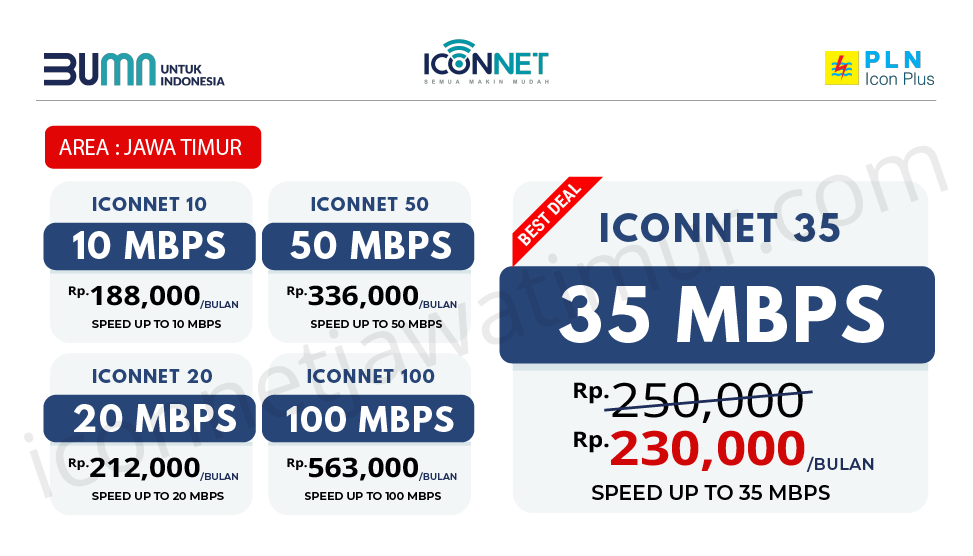 BUMN UNTUK INDONESIA
ICONNET
SEMUA MAKIN MUDAH
PLN
Icon Plus
AREA : JAWA TIMUR
ICONNET 10
10 MBPS
Rp.188,000/BULAN
SPEED UP TO 10 MBPS
ICONNET 50
50 MBPS
Rp.336,000/BULAN
SPEED UP TO 50 MBPS
ICONNET 20
20 MBPS
Rp.212,000/BULAN
SPEED UP TO 20 MBPS
ICONNET 100
100 MBPS
Rp.563,000/BULAN
SPEED UP TO 100 MBPS
BEST DEAL
ICONNET 35
35 MBPS
Rp.250,000
Rp.230,000/BULAN
SPEED UP TO 35 MBPS
iconnetjawatimur.com